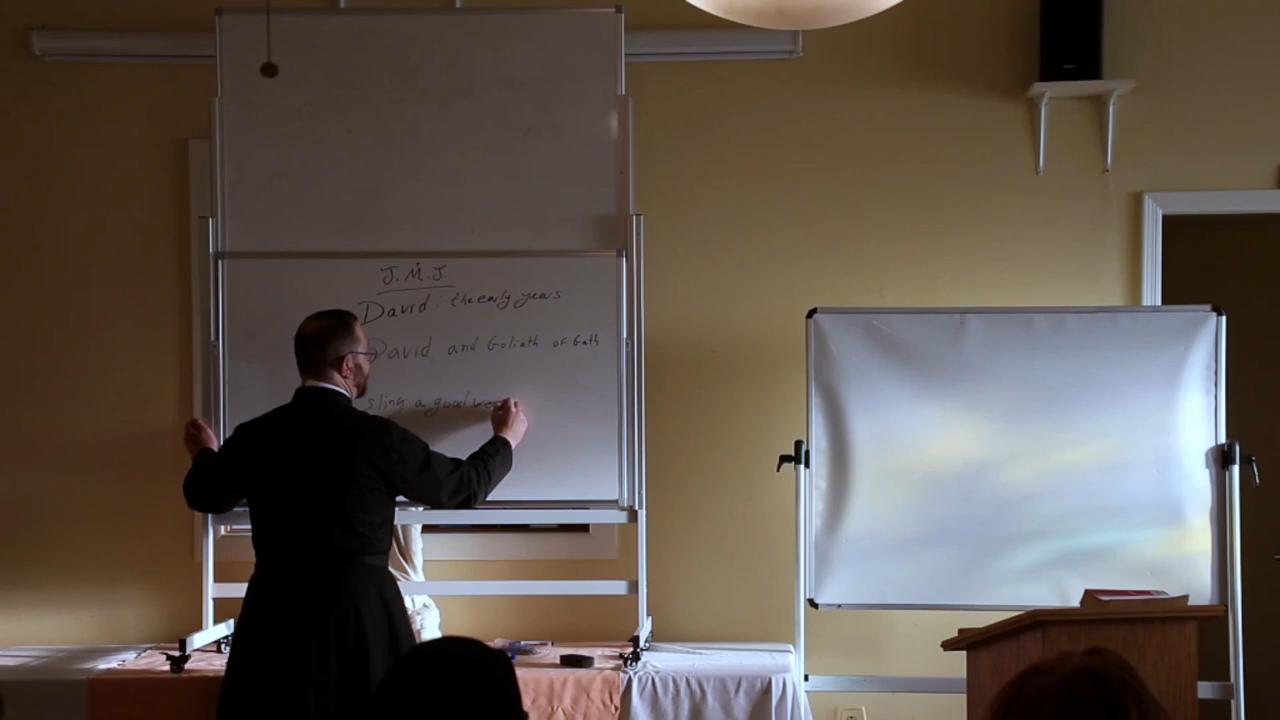 J. M. J.
David: the early years
David and Goliath of Gath
sling a good